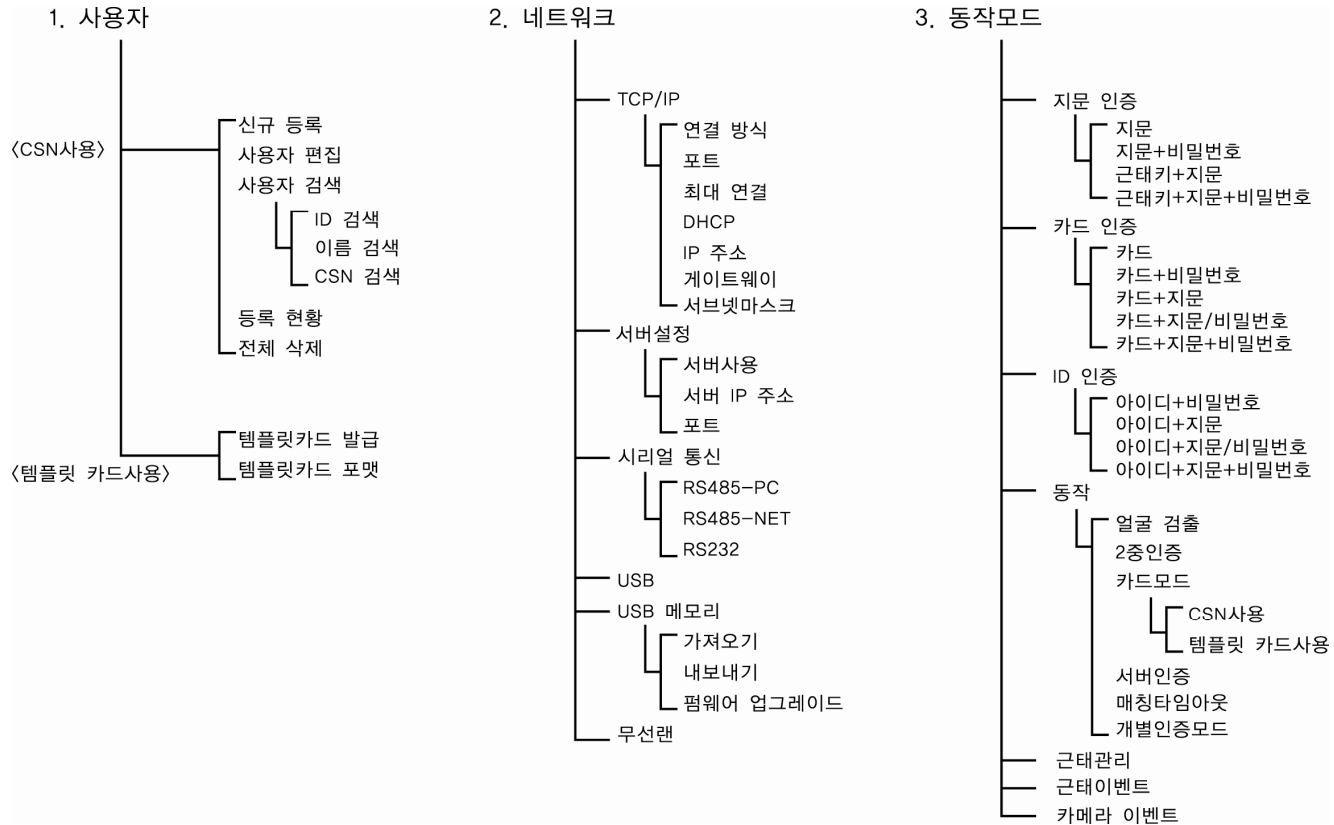 1. 사용자
〈CSN사용〉
신규 등록
사용자 편집
사용자 검색
ID 검색
이름 검색
CSN 검색
등록 현황
전체 삭제
〈템플릿 카드사용〉
템플릿카드 발급
템플릿카드 포맷
2. 네트워크
TCP/IP
연결 방식
포트
최대 연결
DHCP
IP 주소
게이트웨이
서브넷마스크
서버설정
서버사용
서버 IP 주소
포트
시리얼 통신
RS485-PC
RS485-NET
RS232
USB
USB 메모리
가져오기
내보내기
펌웨어 업그레이드
무선랜
3. 동작모드
지문 인증
지문
지문+비밀번호
근태키+지문
근태키+지문+비밀번호
카드 인증
카드
카드+비밀번호
카드+지문
카드+지문/비밀번호
카드+지문+비밀번호
ID 인증
아이디+비밀번호
아이디+지문
아이디+지문/비밀번호
아이디+지문+비밀번호
동작
얼굴 검출
2중인증
카드모드
CSN사용
템플릿 카드사용
서버인증
매칭타임아웃
개별인증모드
근태관리
근태이벤트
카메라 이벤트